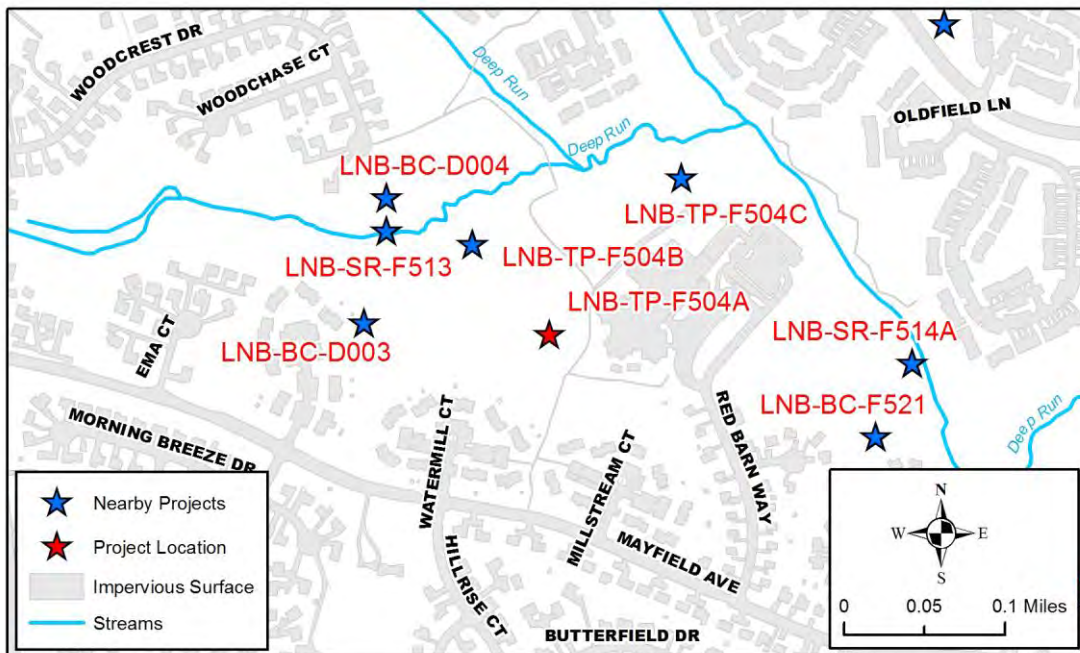 WOODCREST DR
WOODCHASE CT
Deep Run
Deep Run
OLDFIELD LN
LNB-BC-D004
LNB-TP-F504C
LNB-SR-F513
LNB-TP-F504B
LNB-TP-F504A
LNB-BC-D003
EMA CT
LNB-SR-F514A
LNB-BC-F521
RED BARN WAY
Deep Run
MORNING BREEZE DR
WATERMILL CT
MILLSTREAM CT
HILLRISE CT
MAYFIELD AVE
BUTTERFIELD DR
Nearby Projects
Project Location
Impervious Surface
Streams
N
W E
S
0 0.05 0.1 Miles